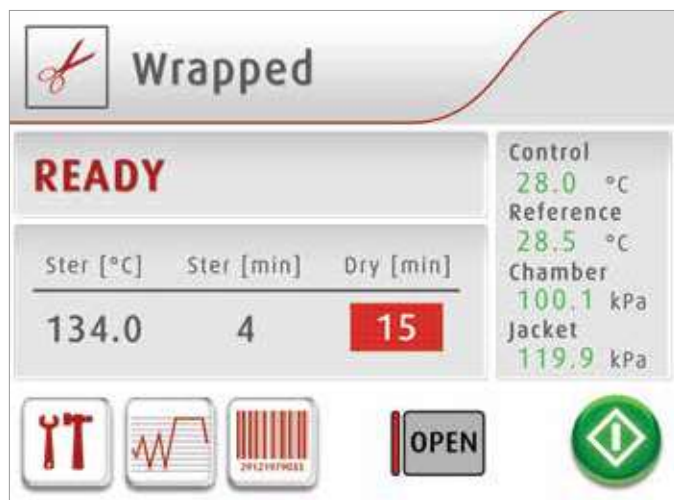 Wrapped
READY
Control
28.0 °C
Reference
28.5 °C
Chamber
100.1 kPa
Jacket
119.9 kPa
Ster [°C] Ster [min] Dry [min]
134.0 4 15
OPEN